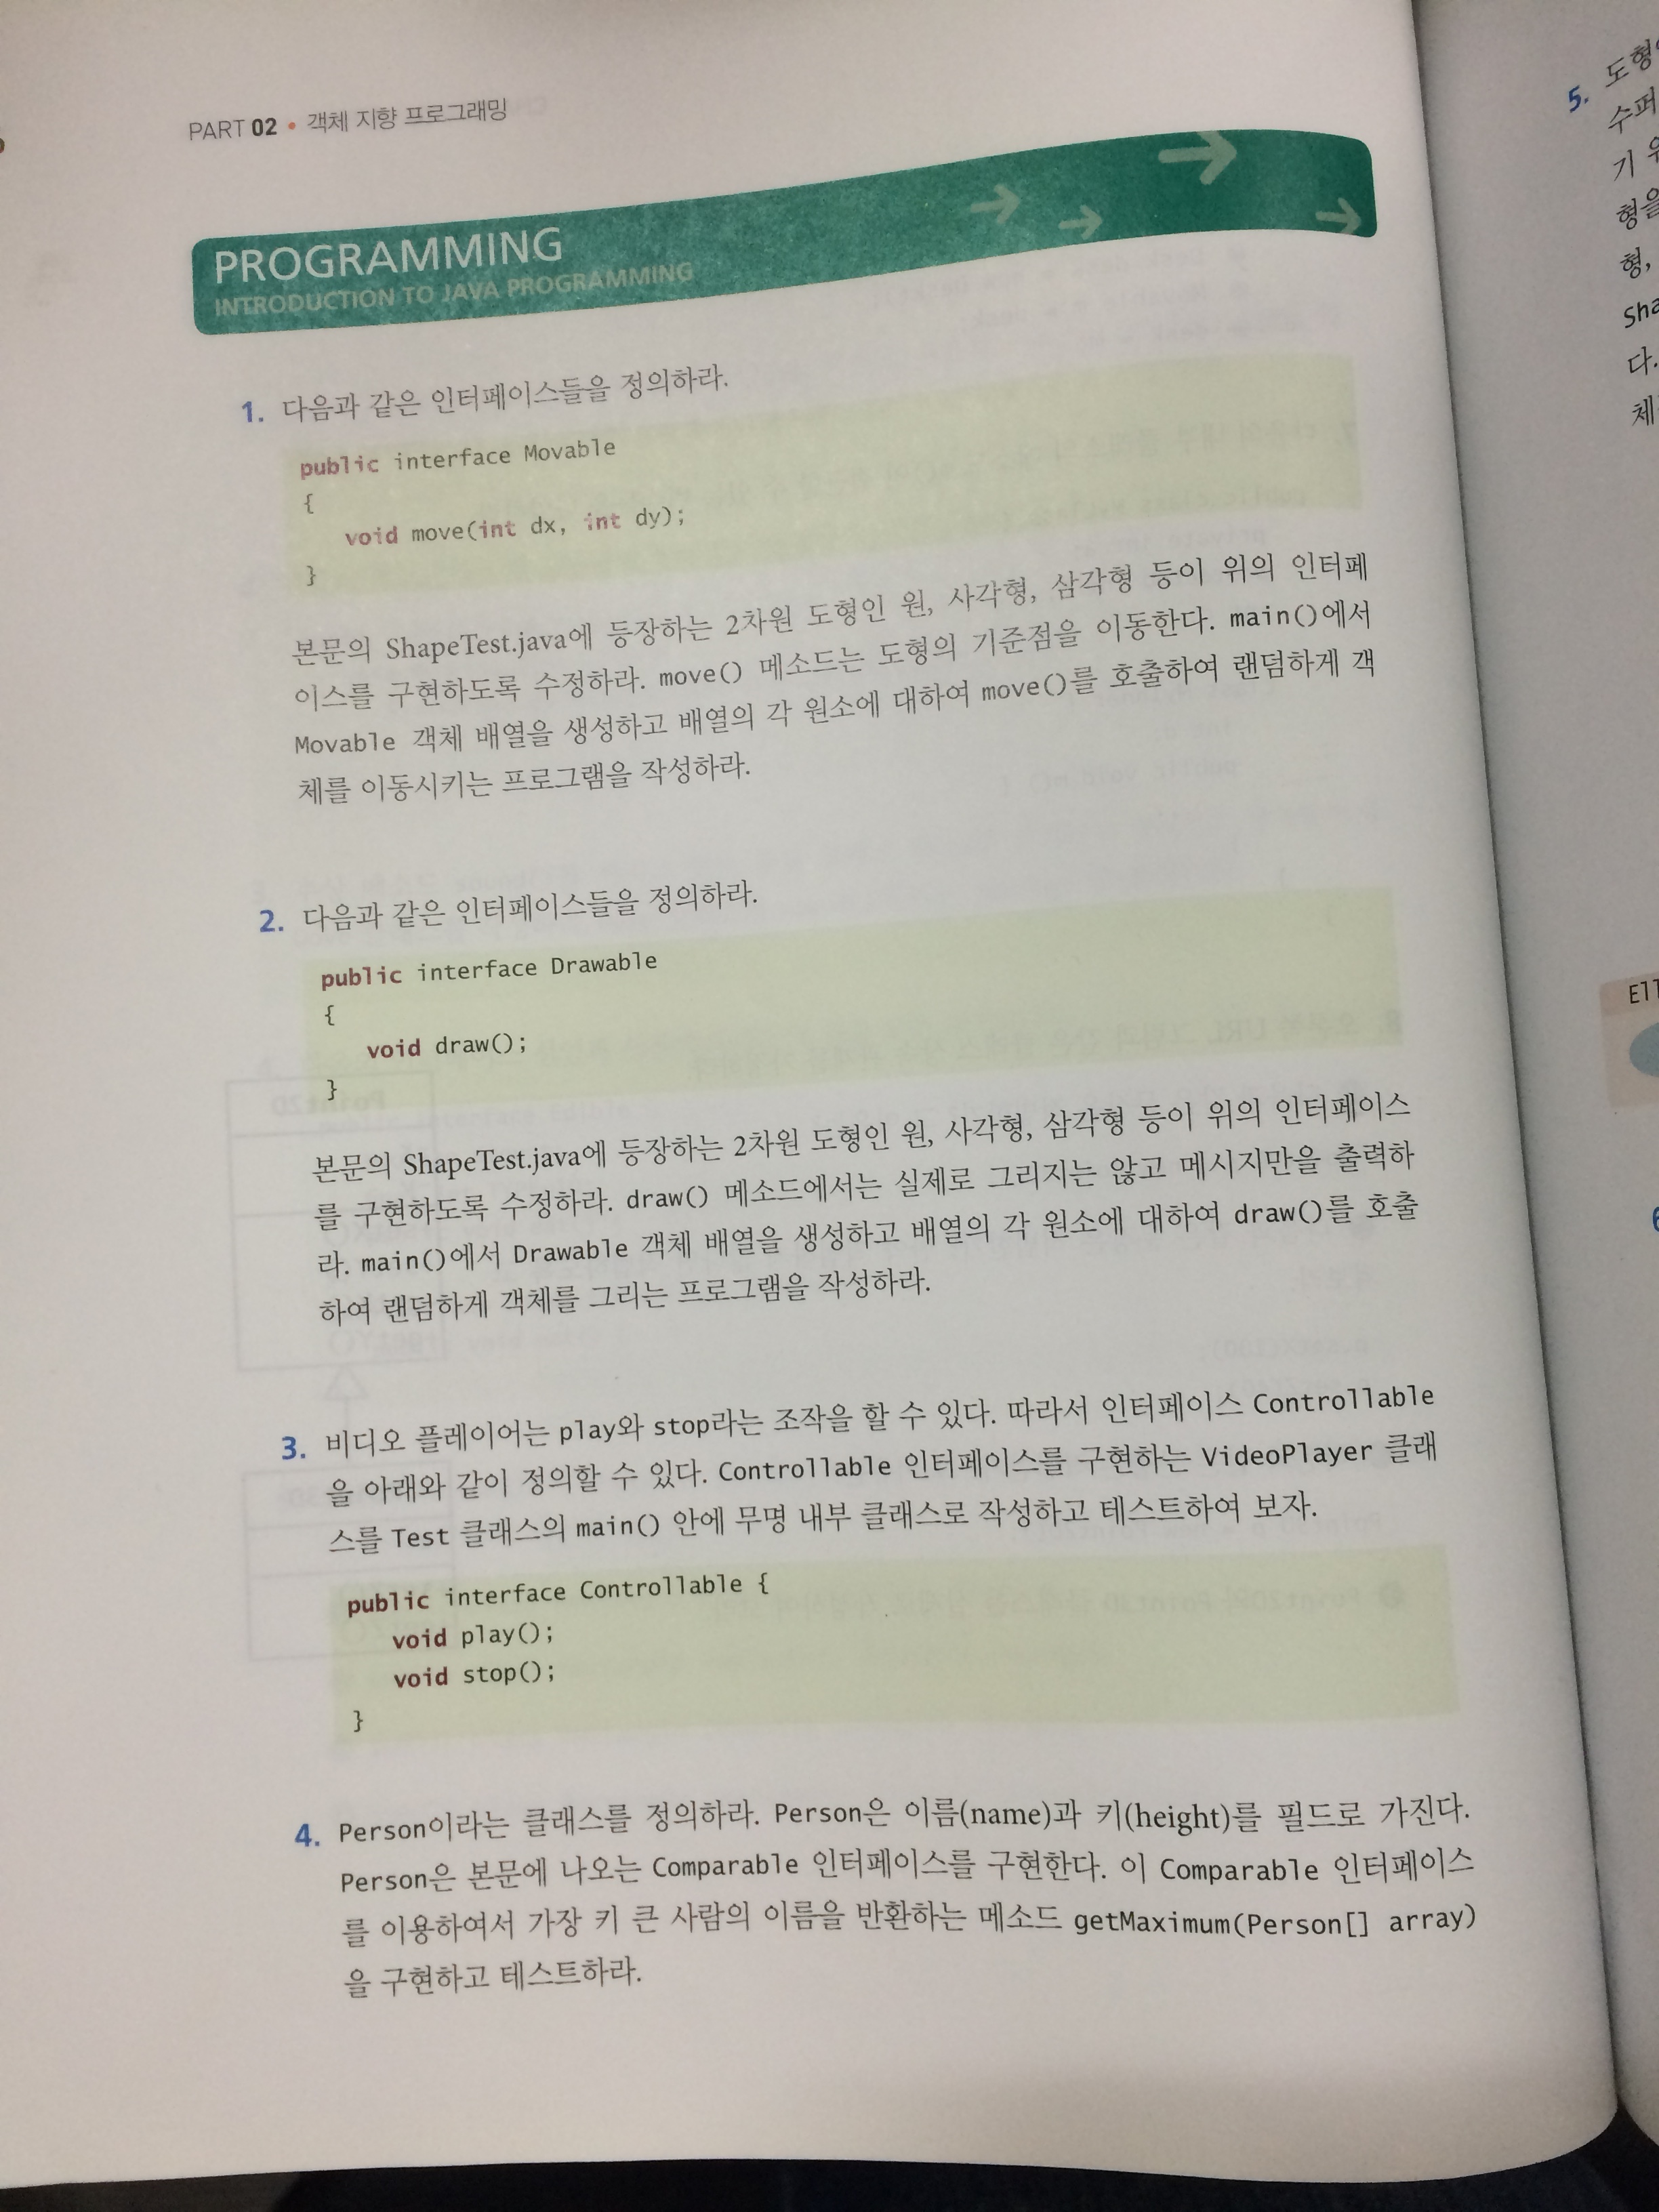 PART 02 • 객체 지향 프로그래밍
PROGRAMMING
INTRODUCTION TO JAVA PROGRAMMING
1. 다음과 같은 인터페이스들을 정의하라.
public interface Movable
{
void move(int dx, int dy);
}
본문의 ShapeTest.java에 등장하는 2차원 도형인 원, 사각형, 삼각형 등이 위의 인터페
이스를 구현하도록 수정하라. move() 메소드는 도형의 기준점을 이동한다. main()에서
Movable 객체 배열을 생성하고 배열의 각 원소에 대하여 move()를 호출하여 랜덤하게 객
체를 이동시키는 프로그램을 작성하라.
2. 다음과 같은 인터페이스들을 정의하라.
public interface Drawable
{
void draw();
}
본문의 ShapeTest.java에 등장하는 2차원 도형인 원, 사각형, 삼각형 등이 위의 인터페이스
를 구현하도록 수정하라. draw() 메소드에서는 실제로 그리지는 않고 메시지만을 출력하
라. main()에서 Drawable 객체 배열을 생성하고 배열의 각 원소에 대하여 draw()를 호출
하여 랜덤하게 객체를 그리는 프로그램을 작성하라.
3. 비디오 플레이어는 play와 stop라는 조작을 할 수 있다. 따라서 인터페이스 Controllable
을 아래와 같이 정의할 수 있다. Controllable 인터페이스를 구현하는 VideoPlayer 클래
스를 Test 클래스의 main() 안에 무명 내부 클래스로 작성하고 테스트하여 보자.
public interface Controllable {
void play();
void stop();
}
4. Person이라는 클래스를 정의하라. Person은 이름(name)과 키(height)를 필드로 가진다.
Person은 본문에 나오는 Comparable 인터페이스를 구현한다. 이 Comparable 인터페이스
를 이용하여서 가장 키 큰 사람의 이름을 반환하는 메소드 getMaximum(Person[] array)
을 구현하고 테스트하라.
5. 도형
수퍼
기
형을
형,
Sha
다.
체